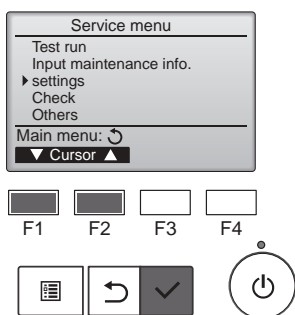 Service menu
Test run
Input maintenance info.
settings
Check
Others
Main menu:
Cursor
F1 F2 F3 F4